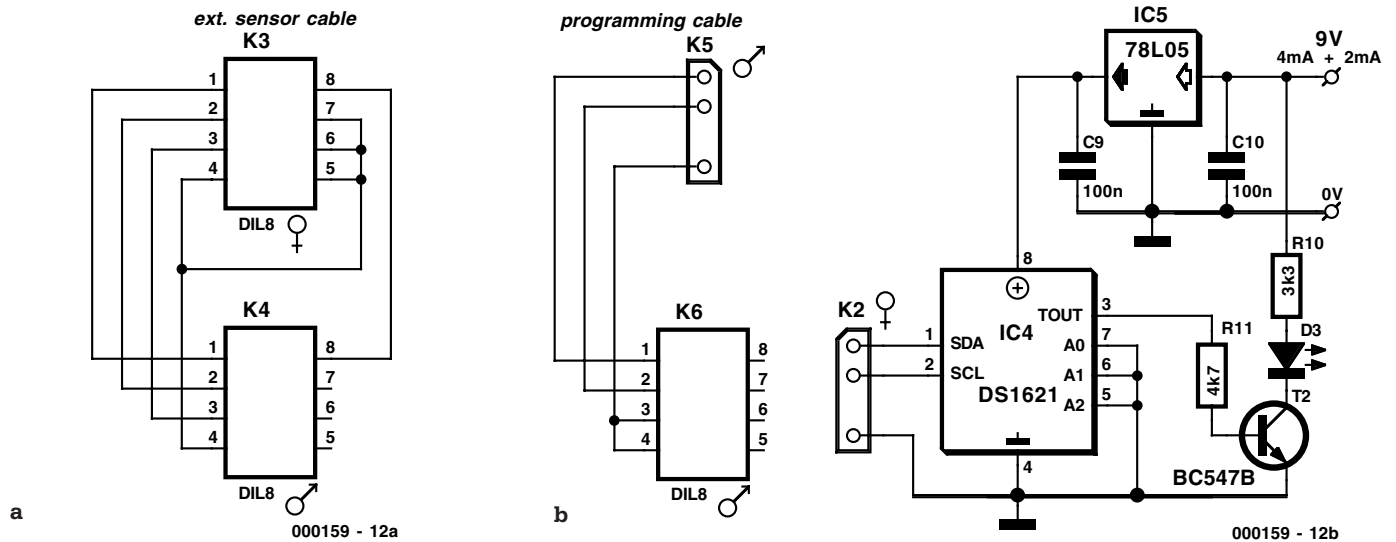 ext. sensor cable
K3
1
2
3
4
8
7
6
5
DIL8
K4
1
2
3
4
8
7
6
5
DIL8
a
000159 - 12a
programming cable
K5
K6
1
2
3
4
8
7
6
5
DIL8
b
IC5
78L05
9V
4mA + 2mA
C9
100n
C10
100n
0V
R10
3k3
8
K2
1
2
SDA
SCL
IC4
DS1621
TOUT
A0
A1
A2
3
7
6
5
4
R11
4k7
D3
T2
BC547B
000159 - 12b